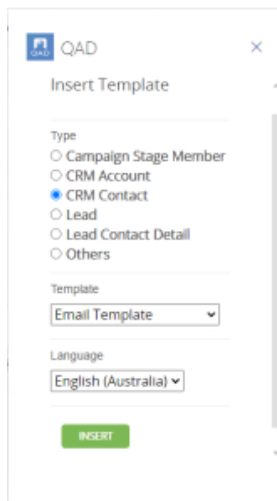 QAD
QAD
Insert Template
Type
Campaign Stage Member
CRM Account
CRM Contact
Lead
Lead Contact Detail
Others
Template
Email Template
Language
English (Australia)
INSERT